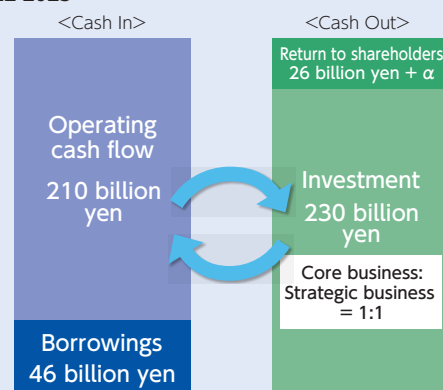 <Cash In>
<Cash Out>
Operating
cash flow
210 billion
yen
Borrowings
46 billion yen
Return to shareholders
26 billion yen + α
Investment
230 billion
yen
Core business:
Strategic business
= 1:1